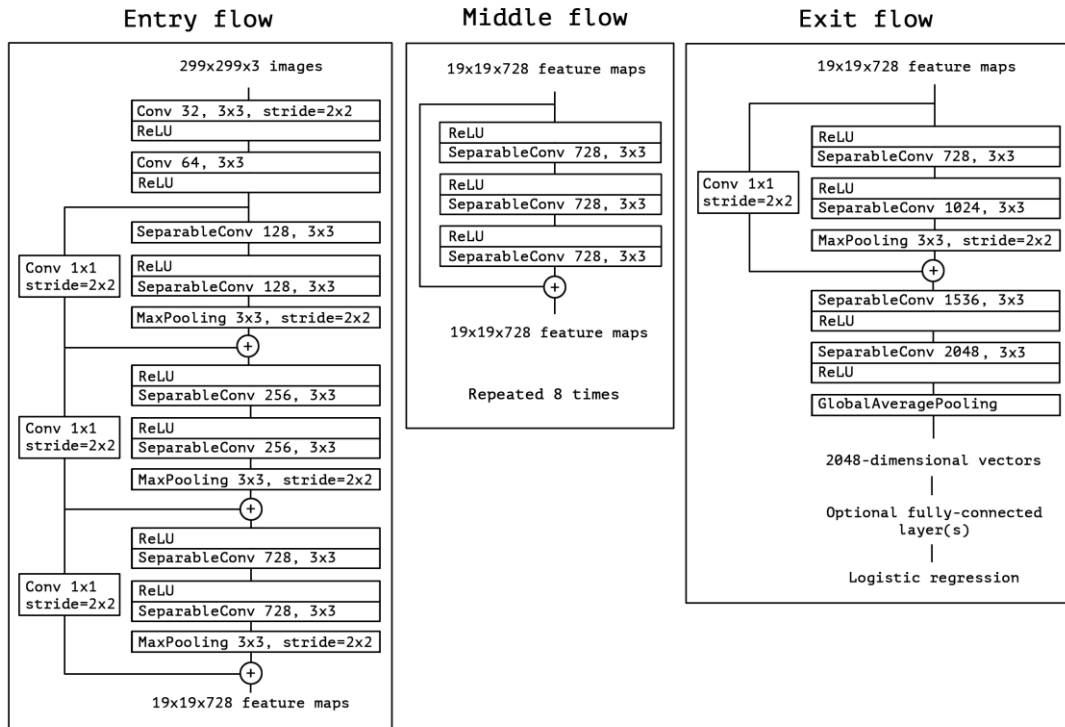 Entry flow
299x299x3 images
Conv 32, 3x3, stride=2x2
ReLU
Conv 64, 3x3
ReLU
SeparableConv 128, 3x3
Conv 1x1
stride=2x2
ReLU
SeparableConv 128, 3x3
MaxPooling 3x3, stride=2x2
+
ReLU
SeparableConv 256, 3x3
Conv 1x1
stride=2x2
ReLU
SeparableConv 256, 3x3
MaxPooling 3x3, stride=2x2
+
ReLU
SeparableConv 728, 3x3
Conv 1x1
stride=2x2
ReLU
SeparableConv 728, 3x3
MaxPooling 3x3, stride=2x2
+
19x19x728 feature maps
Middle flow
19x19x728 feature maps
ReLU
SeparableConv 728, 3x3
ReLU
SeparableConv 728, 3x3
ReLU
SeparableConv 728, 3x3
+
19x19x728 feature maps
Repeated 8 times
Exit flow
19x19x728 feature maps
ReLU
SeparableConv 728, 3x3
Conv 1x1
stride=2x2
ReLU
SeparableConv 1024, 3x3
MaxPooling 3x3, stride=2x2
+
SeparableConv 1536, 3x3
ReLU
SeparableConv 2048, 3x3
ReLU
GlobalAveragePooling
2048-dimensional vectors
Optional fully-connected
layer(s)
Logistic regression